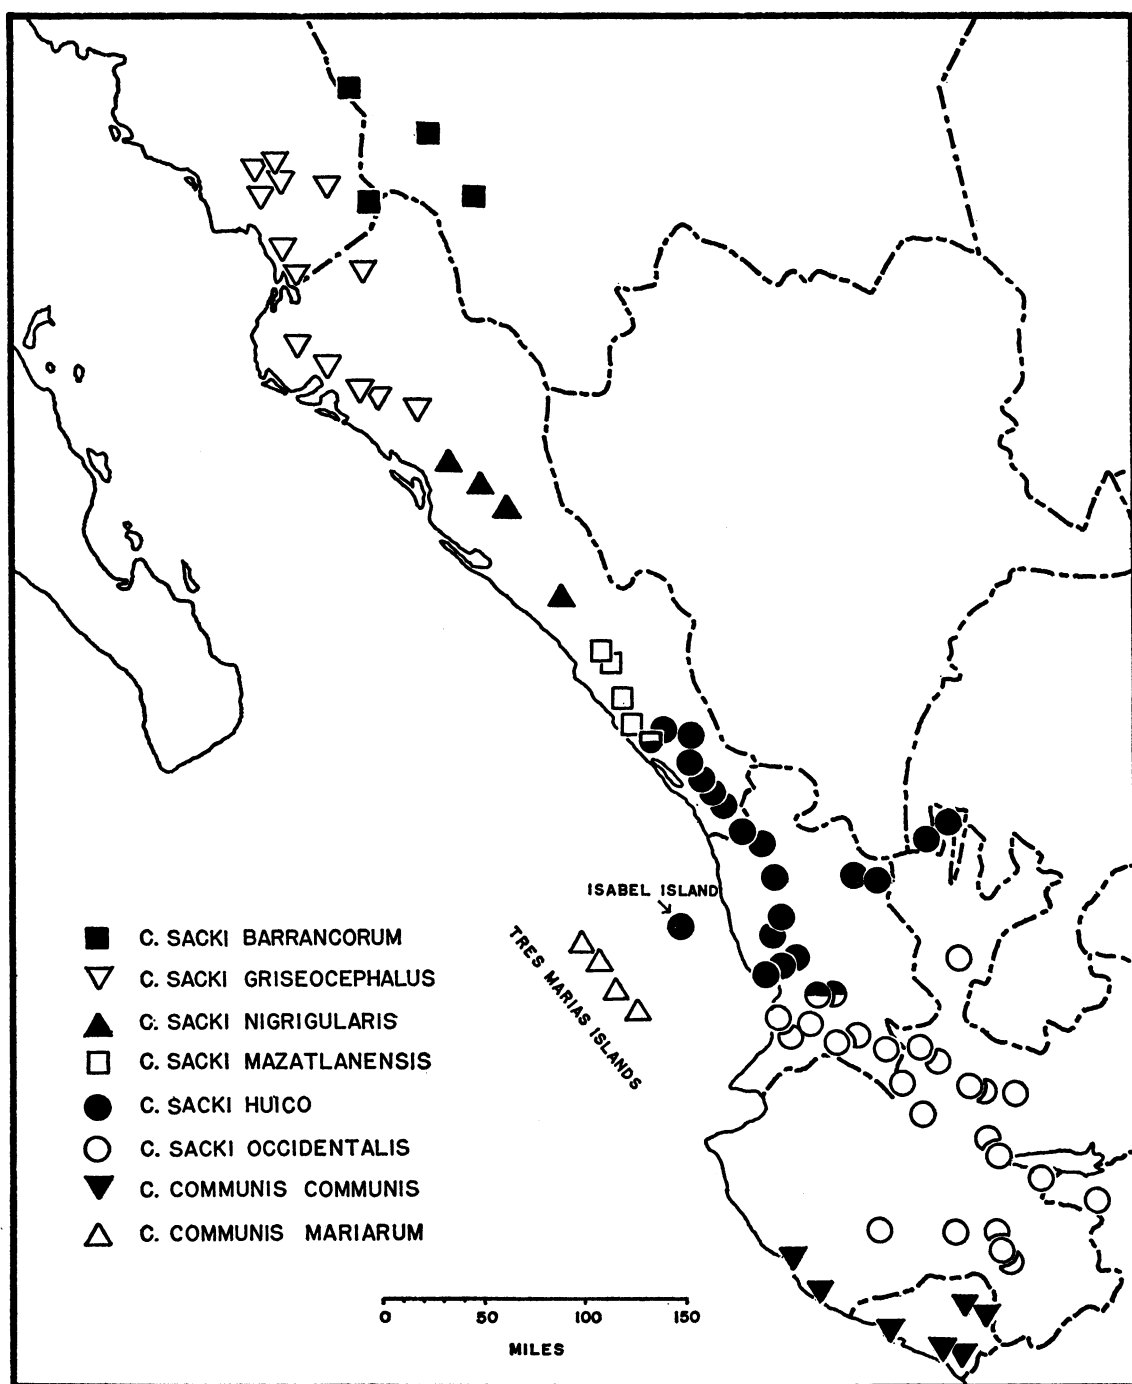 ISABEL ISLAND
TRES MARIAS ISLANDS
C. SACKI BARRANCORUM
C. SACKI GRISEOCEPHALUS
C. SACKI NIGRIGULARIS
C. SACKI MAZATLANENSIS
C. SACKI HUICO
C. SACKI OCCIDENTALIS
C. COMMUNIS COMMUNIS
C. COMMUNIS MARIARUM
0 50 100 150
MILES